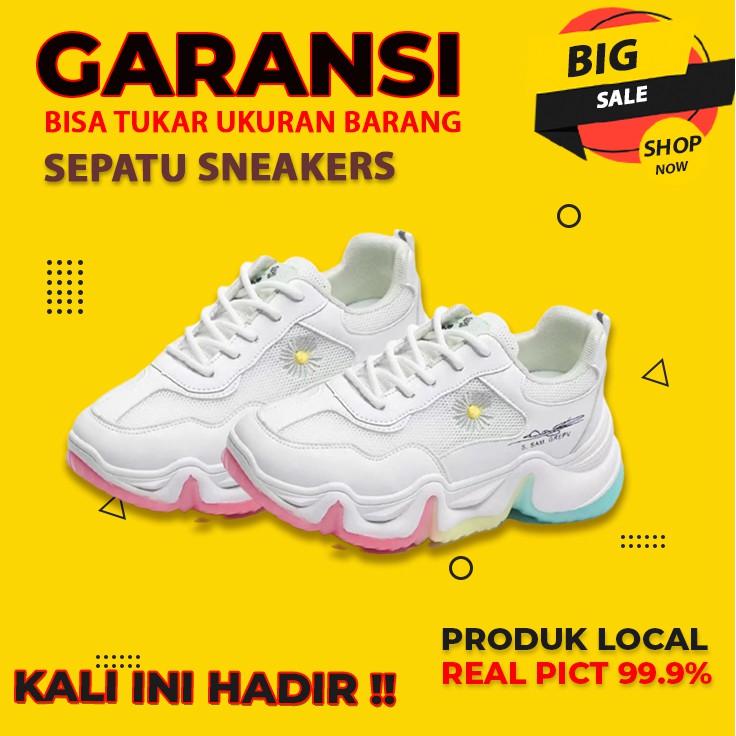 GARANSI
BISA TUKAR UKURAN BARANG
SEPATU SNEAKERS
BIG
SALE
SHOP
NOW
PRODUK LOCAL
REAL PICT 99.9%
KALI INI HADIR !!